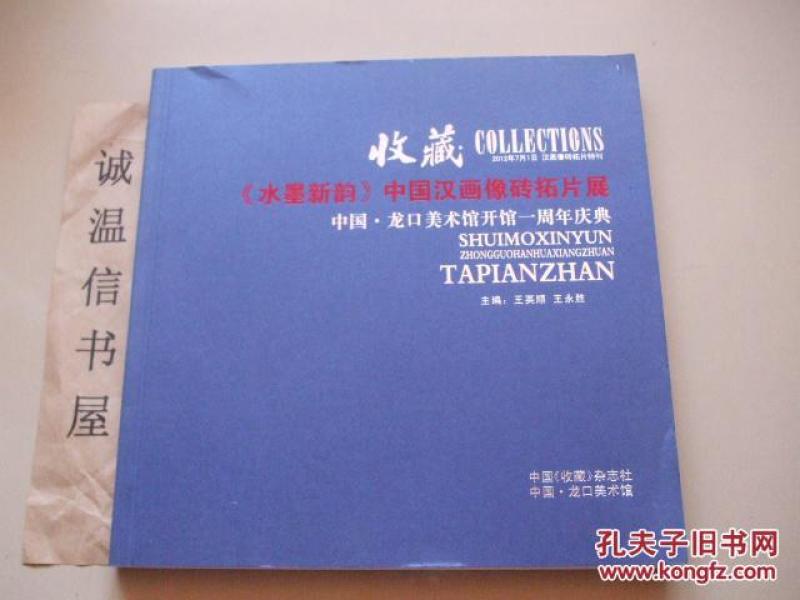 诚温信书屋
收藏 COLLECTIONS
2012年7月1日 汉画像砖拓片特刊
《水墨新韵》中国汉画像砖拓片展
中国·龙口美术馆开馆一周年庆典
SHUIMOXINYUN
ZHONGGUOHANHUAXIANGZHUAN
TAPIANZHAN
主编：王英顺 王永胜
中国《收藏》杂志社
中国·龙口美术馆
孔夫子旧书网
www.kongfz.com